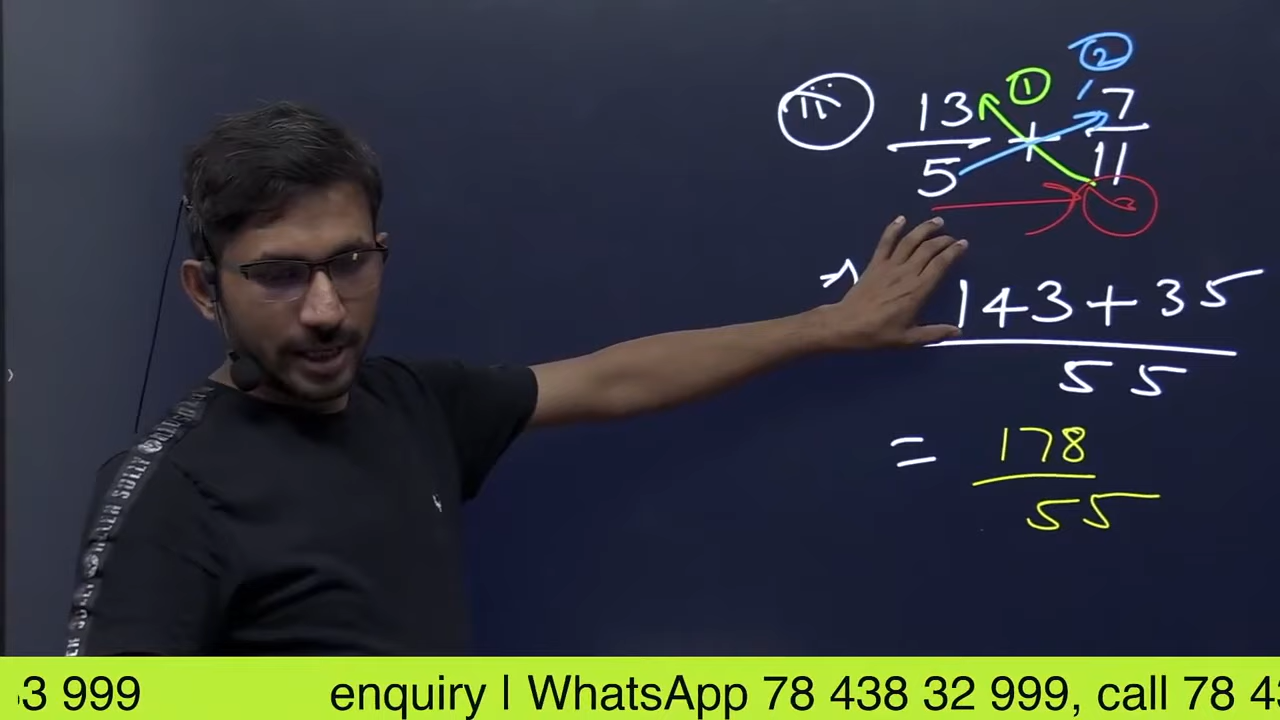 ii 13/5 + 7/11
① ②
143+35/55
= 178/55
3 999 enquiry | WhatsApp 78 438 32 999, call 78 43